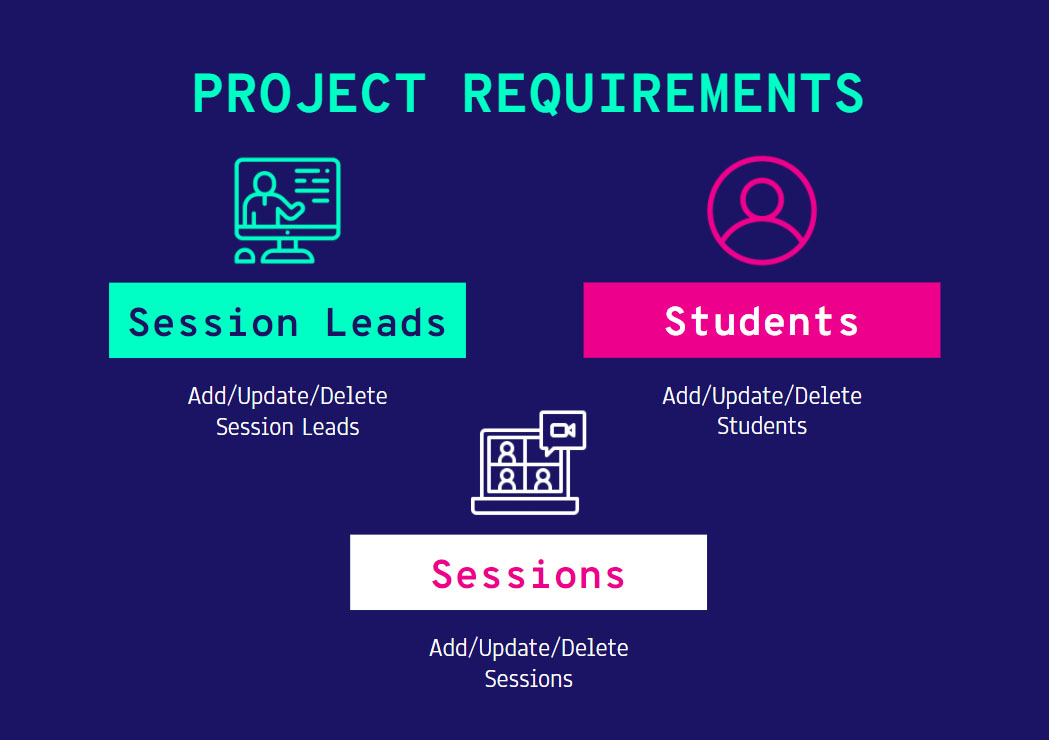 PROJECT REQUIREMENTS
Session Leads
Add/Update/Delete
Session Leads
Students
Add/Update/Delete
Students
Sessions
Add/Update/Delete
Sessions